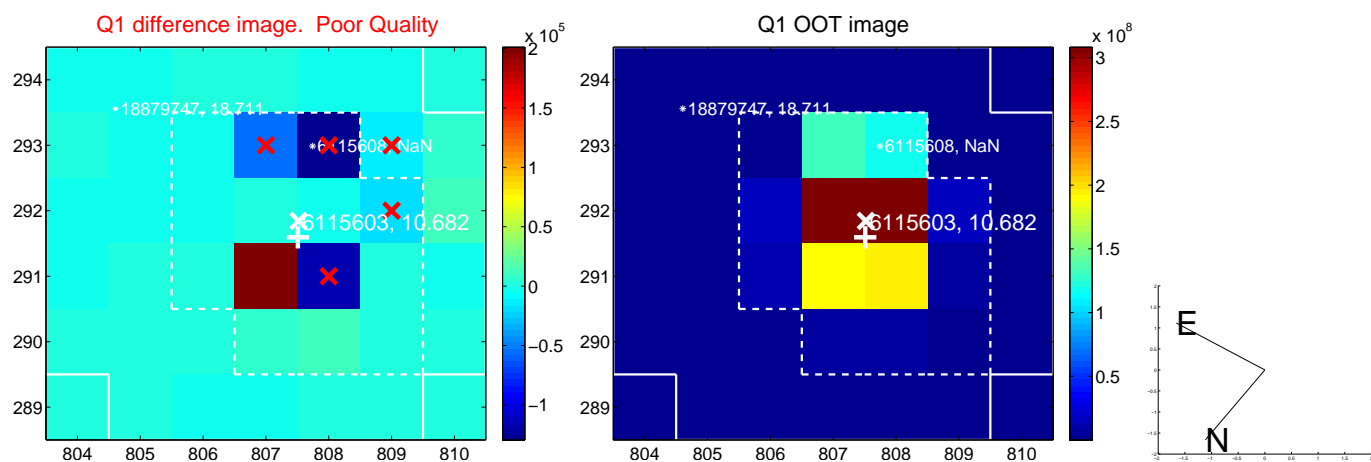 Q1 difference image. Poor Quality
Q1 OOT image
x 10^5
x 10^8
294
293
292
291
290
289
804 805 806 807 808 809 810
*18879747, 18.711
*6115608, NaN
6115603, 10.682
2
1.5
1
0.5
0
−0.5
−1
294
293
292
291
290
289
804 805 806 807 808 809 810
*18879747, 18.711
*6115608, NaN
6115603, 10.682
3
2.5
2
1.5
1
0.5
E
N